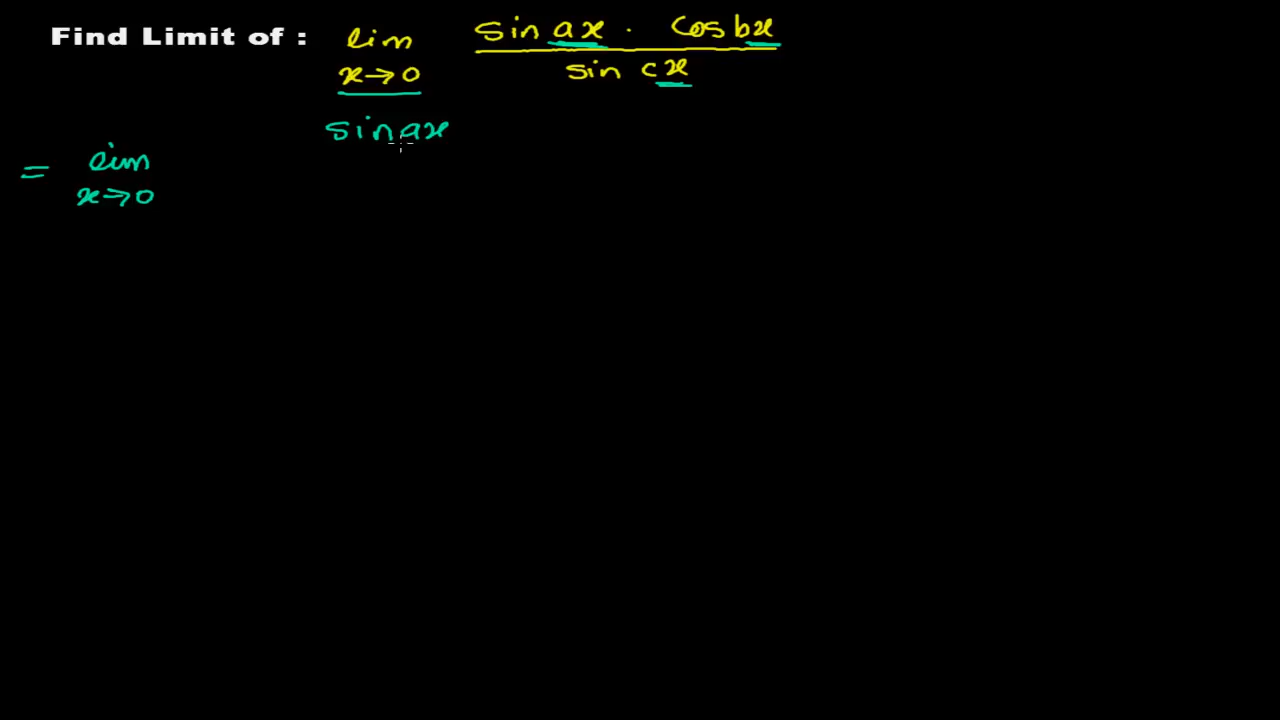 Find Limit of : lim x→0 sin ax · cos bx / sin cx
sin ax
= lim x→0